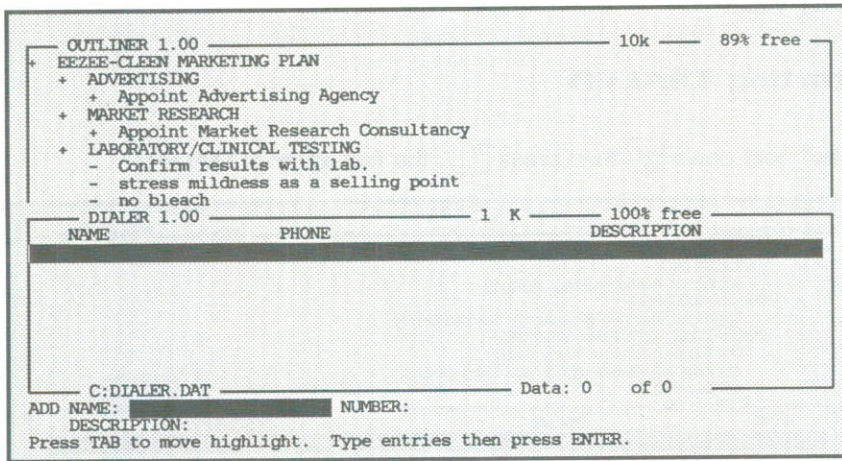 OUTLINER 1.00 10k 89% free
+ EEZEE-CLEEN MARKETING PLAN
+ ADVERTISING
+ Appoint Advertising Agency
+ MARKET RESEARCH
+ Appoint Market Research Consultancy
+ LABORATORY/CLINICAL TESTING
- Confirm results with lab.
- stress mildness as a selling point
- no bleach
DIALER 1.00 1 K 100% free
NAME PHONE DESCRIPTION
C:DIALER.DAT Data: 0 of 0
ADD NAME: NUMBER:
DESCRIPTION:
Press TAB to move highlight. Type entries then press ENTER.